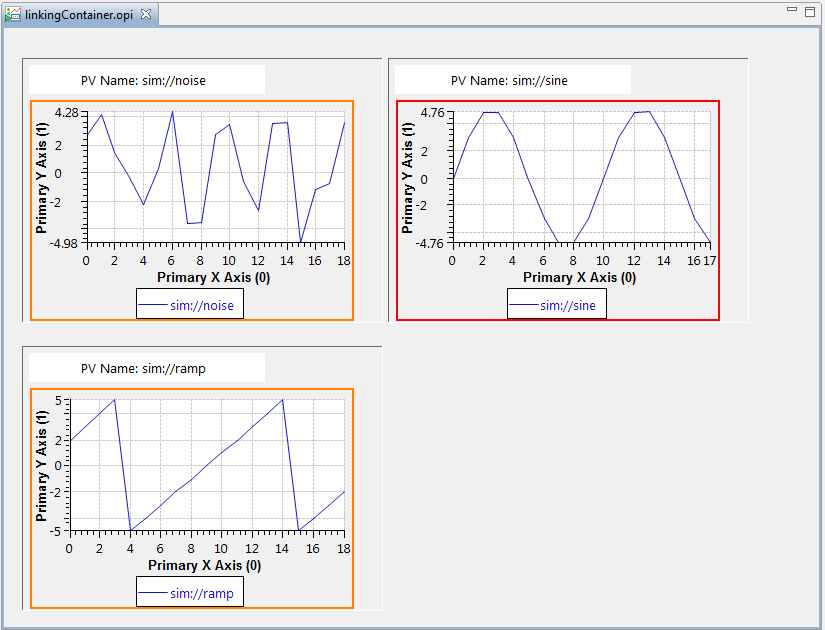 linkingContainer.opi
PV Name: sim://noise
4.28
2
0
-2
-4.98
Primary Y Axis (1)
0 2 4 6 8 10 12 14 16 18
Primary X Axis (0)
sim://noise
PV Name: sim://sine
4.76
2
0
-2
-4.76
Primary Y Axis (1)
0 2 4 6 8 10 12 14 16 17
Primary X Axis (0)
sim://sine
PV Name: sim://ramp
5
2
0
-2
-5
Primary Y Axis (1)
0 2 4 6 8 10 12 14 16 18
Primary X Axis (0)
sim://ramp